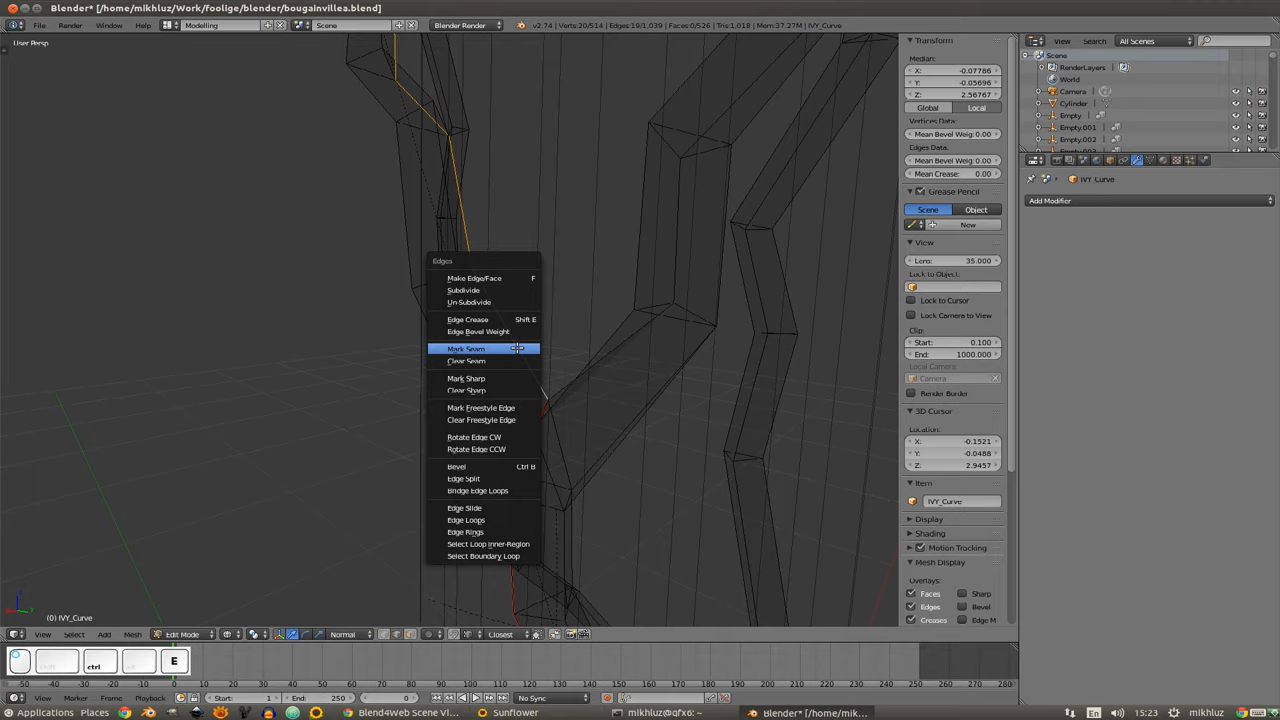 Blender* [/home/mikhluz/Work/foolige/blender/bougainvillea.blend]
File Render Window Help Modelling Scene Blender Render v2.74 | Verts:20/514 | Edges:19/1,039 | Faces:0/526 | Tris:1,018 | Mem:37.27M | IVY_Curve
User Persp
Edges
Make Edge/Face F
Subdivide
Un-Subdivide
Edge Crease Shift E
Edge Bevel Weight
Mark Seam
Clear Seam
Mark Sharp
Clear Sharp
Mark Freestyle Edge
Clear Freestyle Edge
Rotate Edge CW
Rotate Edge CCW
Bevel Ctrl B
Edge Split
Bridge Edge Loops
Edge Slide
Edge Loops
Edge Rings
Select Loop Inner-Region
Select Boundary Loop
(0) IVY_Curve
Transform
Median:
X: -0.07786
Y: -0.05696
Z: 2.56767
Global Local
Vertices Data:
Mean Bevel Weig: 0.00
Edges Data:
Mean Bevel Weig: 0.00
Mean Crease: 0.00
Grease Pencil
Scene Object
New
View
Lens: 35.000
Lock to Object:
Lock to Cursor
Lock Camera to View
Clip:
Start: 0.100
End: 1000.000
Local Camera:
Camera
Render Border
3D Cursor
Location:
X: -0.1521
Y: -0.0488
Z: 2.9457
Item
IVY_Curve
Display
Shading
Motion Tracking
Mesh Display
Overlays:
Faces Sharp
Edges Bevel
Creases Edge M
View Search All Scenes
Scene
RenderLayers
World
Camera
Cylinder
Empty
Empty.001
Empty.002
IVY_Curve
Add Modifier
View Select Add Mesh Edit Mode Normal Closest
shift ctrl alt E
0 10 20 30 40 50 60 70 80 90 100 110 120 130 140 150 160 170 180 190 200 210 220 230 240 250 260 270 280
View Marker Frame Playback Start: 1 End: 250 0 No Sync
Applications Places Blend4Web Scene Vi... Sunflower mikhluz@qfx6: ~ Blender* [/home/mik... En 15:23 mikhluz